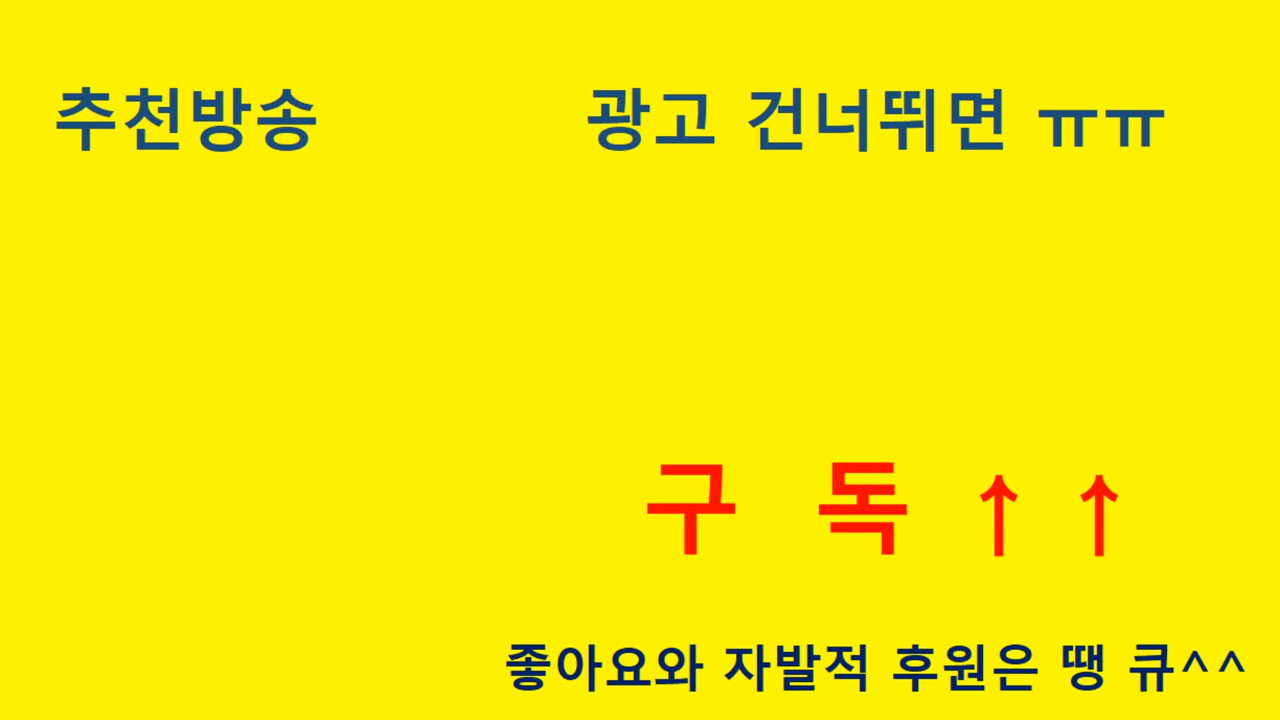 추천방송 광고 건너뛰면 ㅠㅠ
구 독 ↑ ↑
좋아요와 자발적 후원은 땡 큐^^